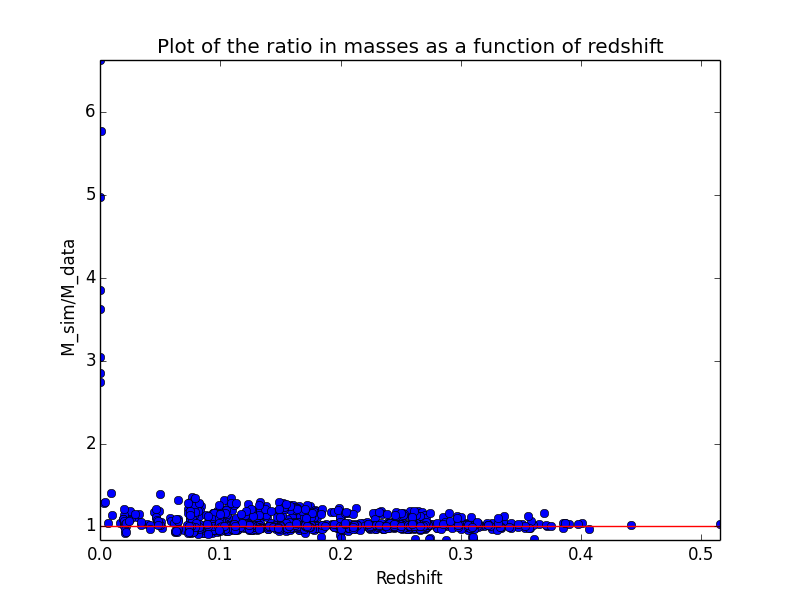 Plot of the ratio in masses as a function of redshift
M_sim/M_data
6
5
4
3
2
1
0.0 0.1 0.2 0.3 0.4 0.5
Redshift